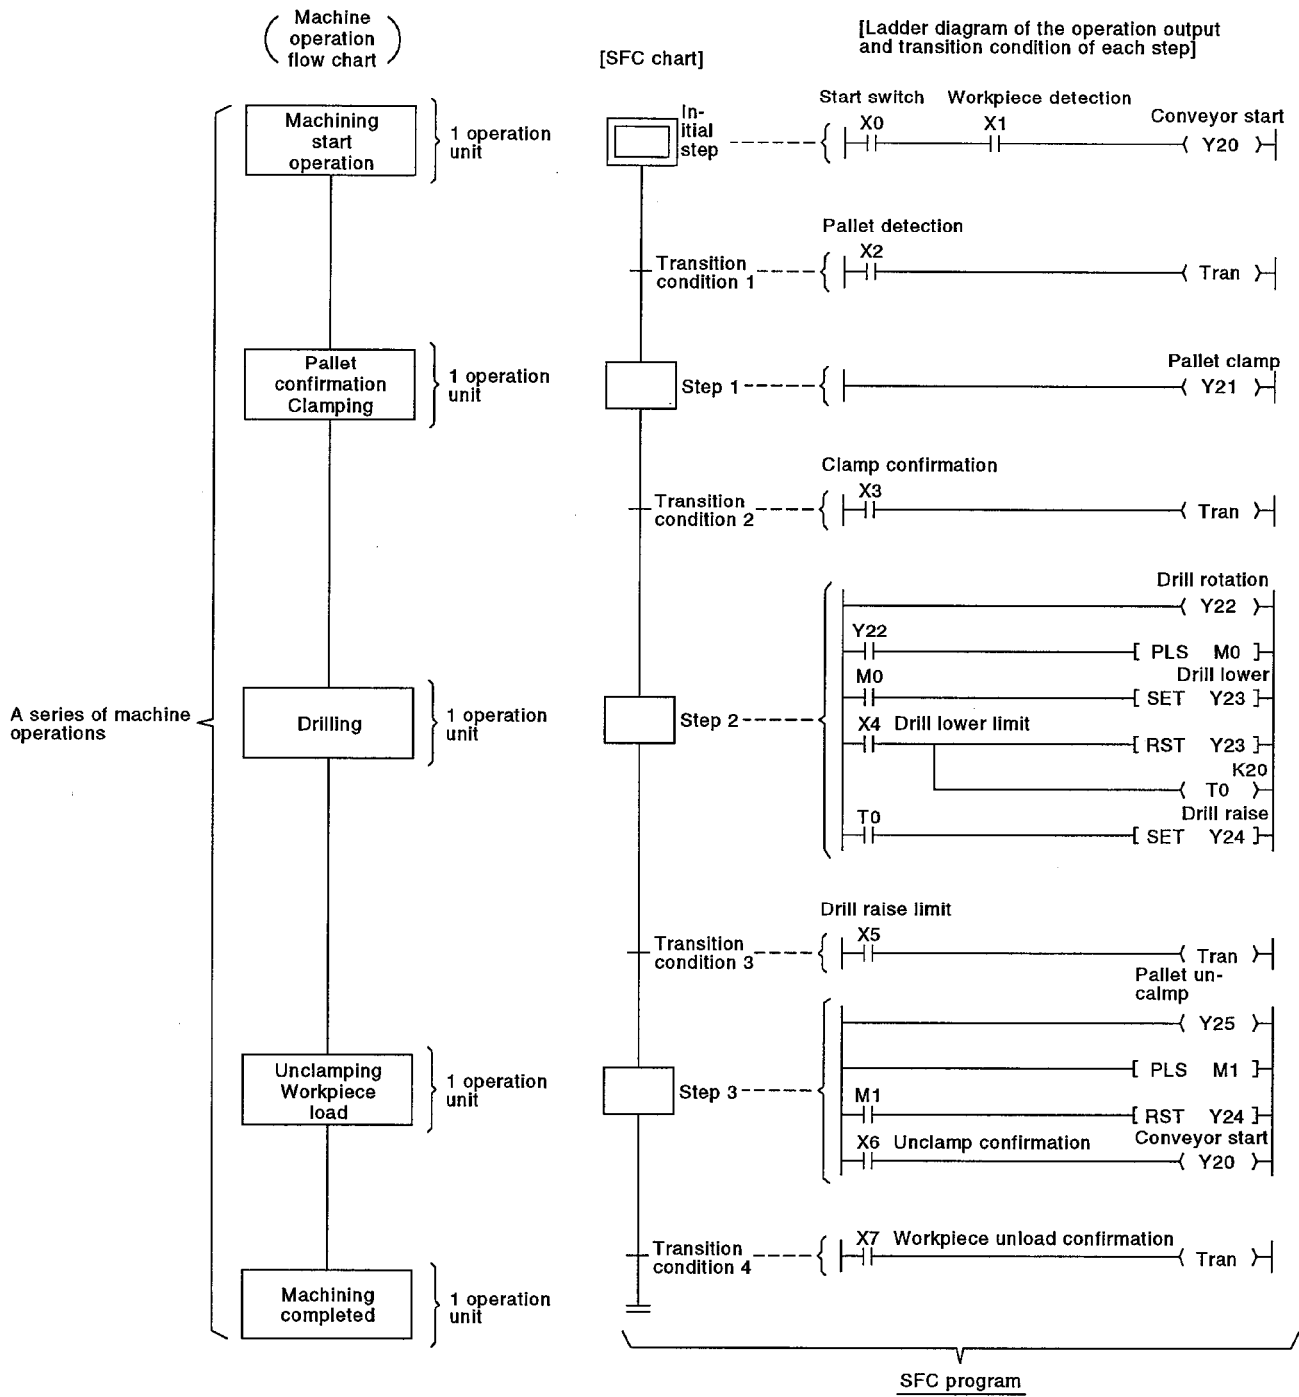 Machine
operation
flow chart
[SFC chart]
[Ladder diagram of the operation output
and transition condition of each step]
Machining
start
operation
1 operation
unit
In-
itial
step
Start switch
Workpiece detection
Conveyor start
X0
X1
Y20
Pallet detection
Transition
condition 1
X2
Tran
Pallet
confirmation
Clamping
1 operation
unit
Step 1
Pallet clamp
Y21
Clamp confirmation
Transition
condition 2
X3
Tran
A series of machine
operations
Drilling
1 operation
unit
Step 2
Drill rotation
Y22
Y22
PLS M0
Drill lower
M0
SET Y23
X4 Drill lower limit
RST Y23
K20
T0
Drill raise
T0
SET Y24
Drill raise limit
Transition
condition 3
X5
Tran
Unclamping
Workpiece
load
1 operation
unit
Step 3
Pallet un-
calmp
Y25
PLS M1
M1
RST Y24
X6 Unclamp confirmation
Conveyor start
Y20
Transition
condition 4
X7 Workpiece unload confirmation
Tran
Machining
completed
1 operation
unit
SFC program